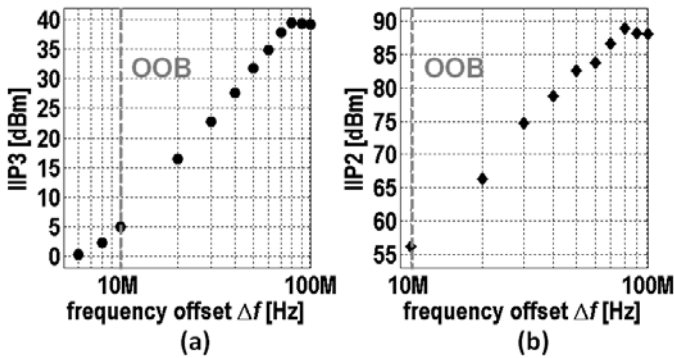 IIP3 [dBm]
40
35
30
25
20
15
10
5
0
OOB
10M 100M
frequency offset Δf [Hz]
(a)
IIP2 [dBm]
90
85
80
75
70
65
60
55
OOB
10M 100M
frequency offset Δf [Hz]
(b)